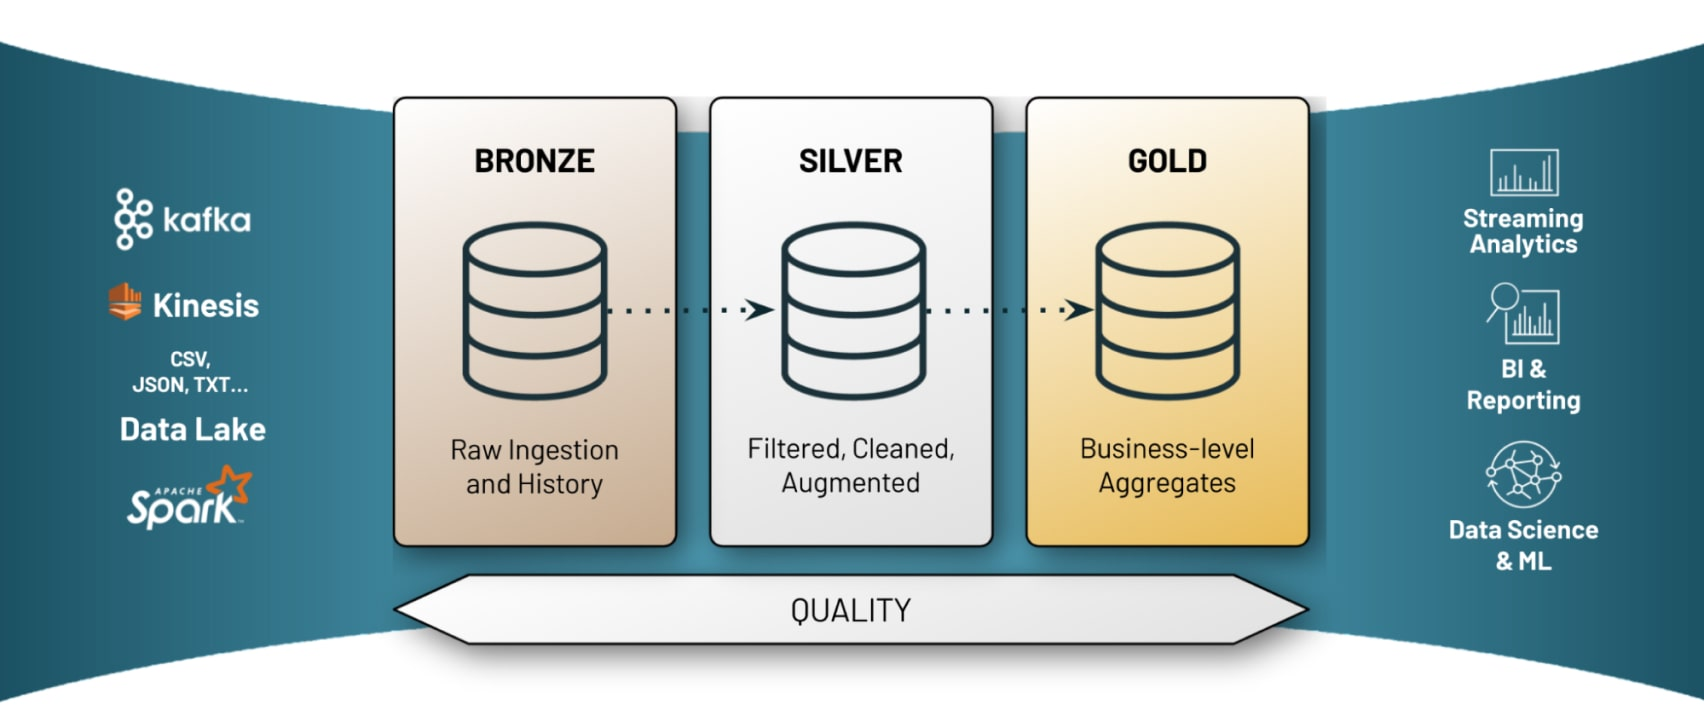 kafka
Kinesis
CSV,
JSON, TXT...
Data Lake
APACHE
Spark™
BRONZE
Raw Ingestion
and History
SILVER
Filtered, Cleaned,
Augmented
GOLD
Business-level
Aggregates
QUALITY
Streaming
Analytics
BI &
Reporting
Data Science
& ML